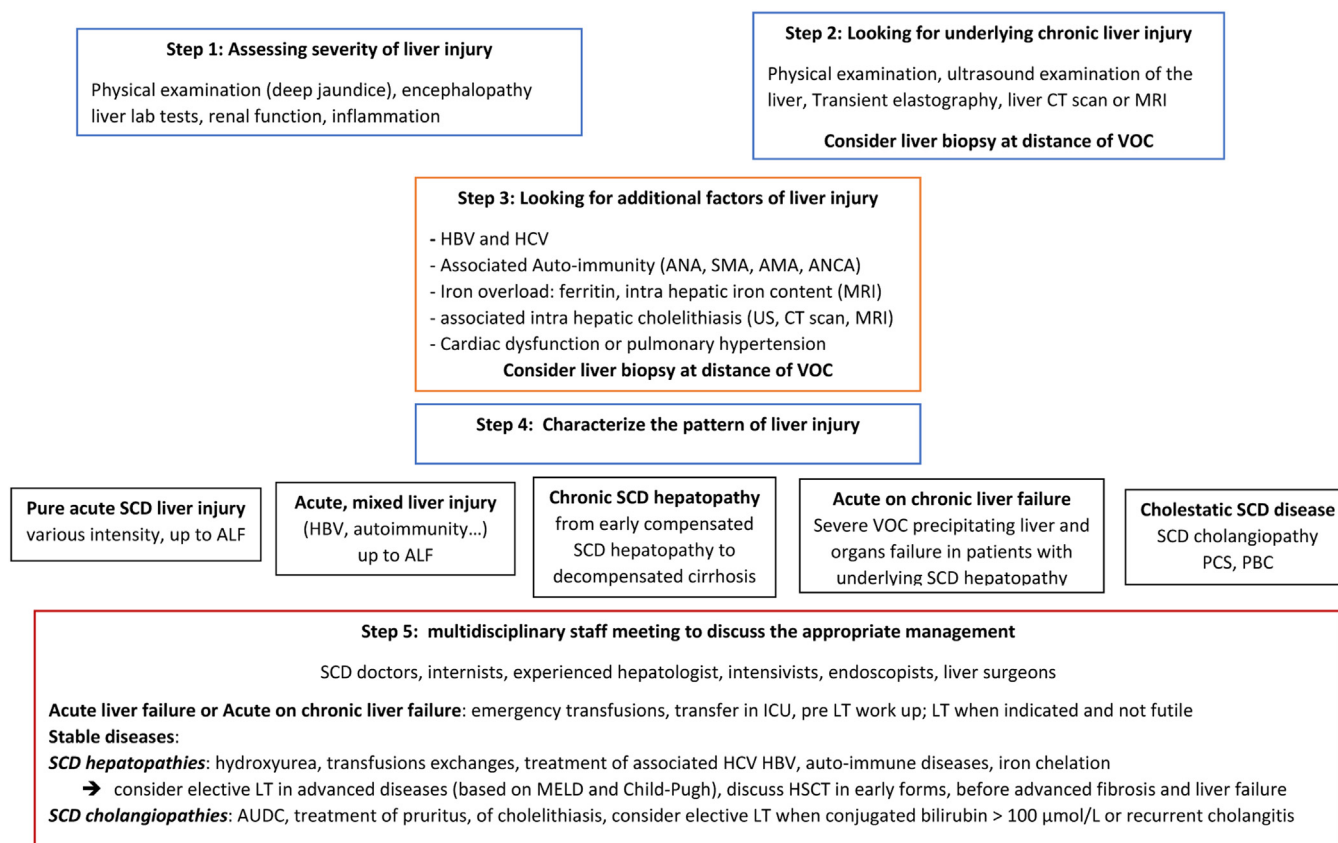 Step 1: Assessing severity of liver injury
Physical examination (deep jaundice), encephalopathy
liver lab tests, renal function, inflammation
Step 2: Looking for underlying chronic liver injury
Physical examination, ultrasound examination of the
liver, Transient elastography, liver CT scan or MRI
Consider liver biopsy at distance of VOC
Step 3: Looking for additional factors of liver injury
- HBV and HCV
- Associated Auto-immunity (ANA, SMA, AMA, ANCA)
- Iron overload: ferritin, intra hepatic iron content (MRI)
- associated intra hepatic cholelithiasis (US, CT scan, MRI)
- Cardiac dysfunction or pulmonary hypertension
Consider liver biopsy at distance of VOC
Step 4: Characterize the pattern of liver injury
Pure acute SCD liver injury
various intensity, up to ALF
Acute, mixed liver injury
(HBV, autoimmunity...)
up to ALF
Chronic SCD hepatopathy
from early compensated
SCD hepatopathy to
decompensated cirrhosis
Acute on chronic liver failure
Severe VOC precipitating liver and
organs failure in patients with
underlying SCD hepatopathy
Cholestatic SCD disease
SCD cholangiopathy
PCS, PBC
Step 5: multidisciplinary staff meeting to discuss the appropriate management
SCD doctors, internists, experienced hepatologist, intensivists, endoscopists, liver surgeons
Acute liver failure or Acute on chronic liver failure: emergency transfusions, transfer in ICU, pre LT work up; LT when indicated and not futile
Stable diseases:
SCD hepatopathies: hydroxyurea, transfusions exchanges, treatment of associated HCV HBV, auto-immune diseases, iron chelation
➔ consider elective LT in advanced diseases (based on MELD and Child-Pugh), discuss HSCT in early forms, before advanced fibrosis and liver failure
SCD cholangiopathies: AUDC, treatment of pruritus, of cholelithiasis, consider elective LT when conjugated bilirubin > 100 µmol/L or recurrent cholangitis